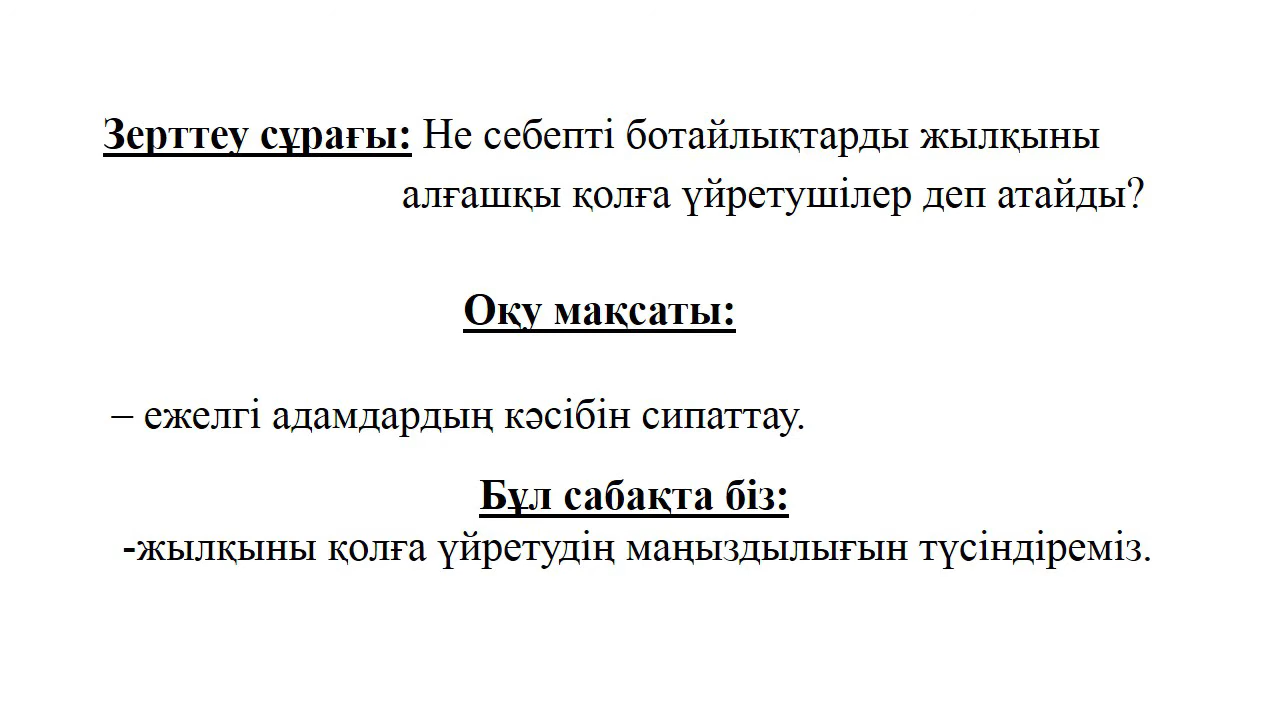 Зерттеу сұрағы: Не себепті ботайлықтарды жылқыны
алғашқы қолға үйретушілер деп атайды?
Оқу мақсаты:
– ежелгі адамдардың кәсібін сипаттау.
Бұл сабақта біз:
-жылқыны қолға үйретудің маңыздылығын түсіндіреміз.